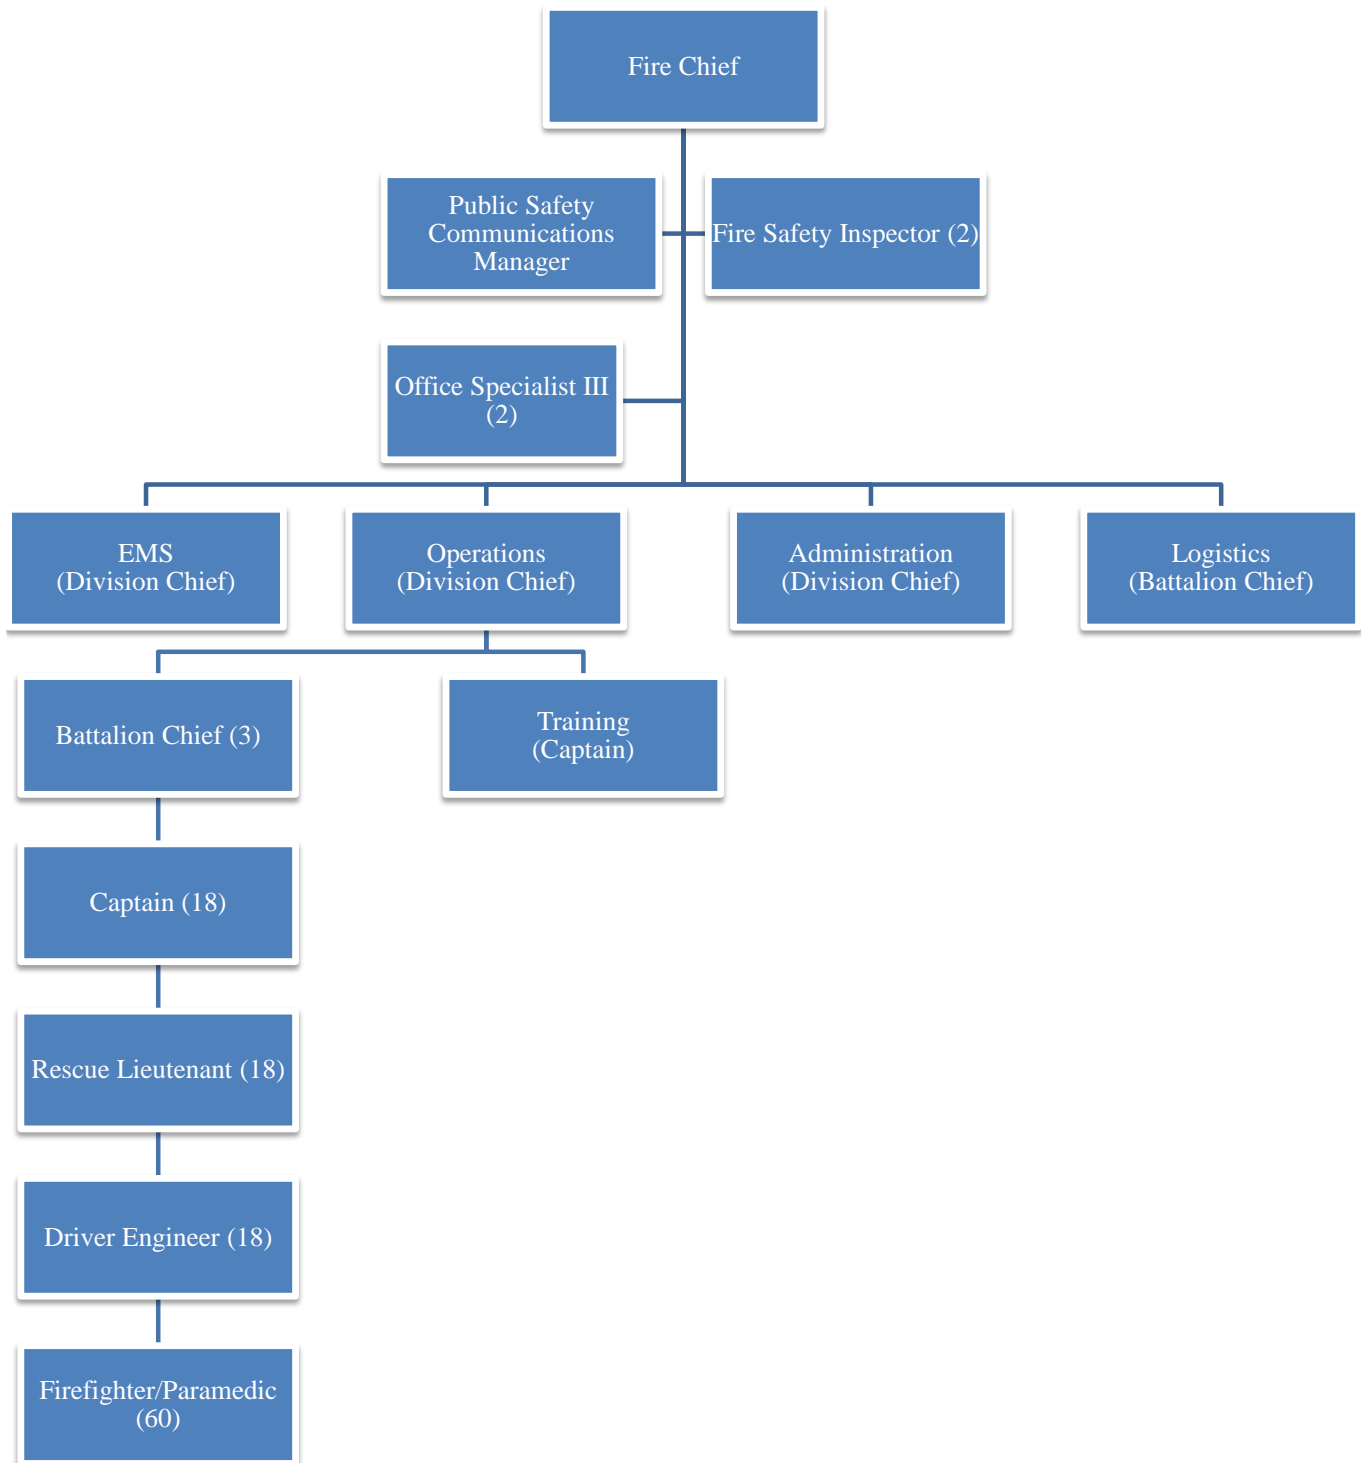 Fire Chief
Public Safety
Communications
Manager
Fire Safety Inspector (2)
Office Specialist III
(2)
EMS
(Division Chief)
Operations
(Division Chief)
Administration
(Division Chief)
Logistics
(Battalion Chief)
Battalion Chief (3)
Training
(Captain)
Captain (18)
Rescue Lieutenant (18)
Driver Engineer (18)
Firefighter/Paramedic
(60)